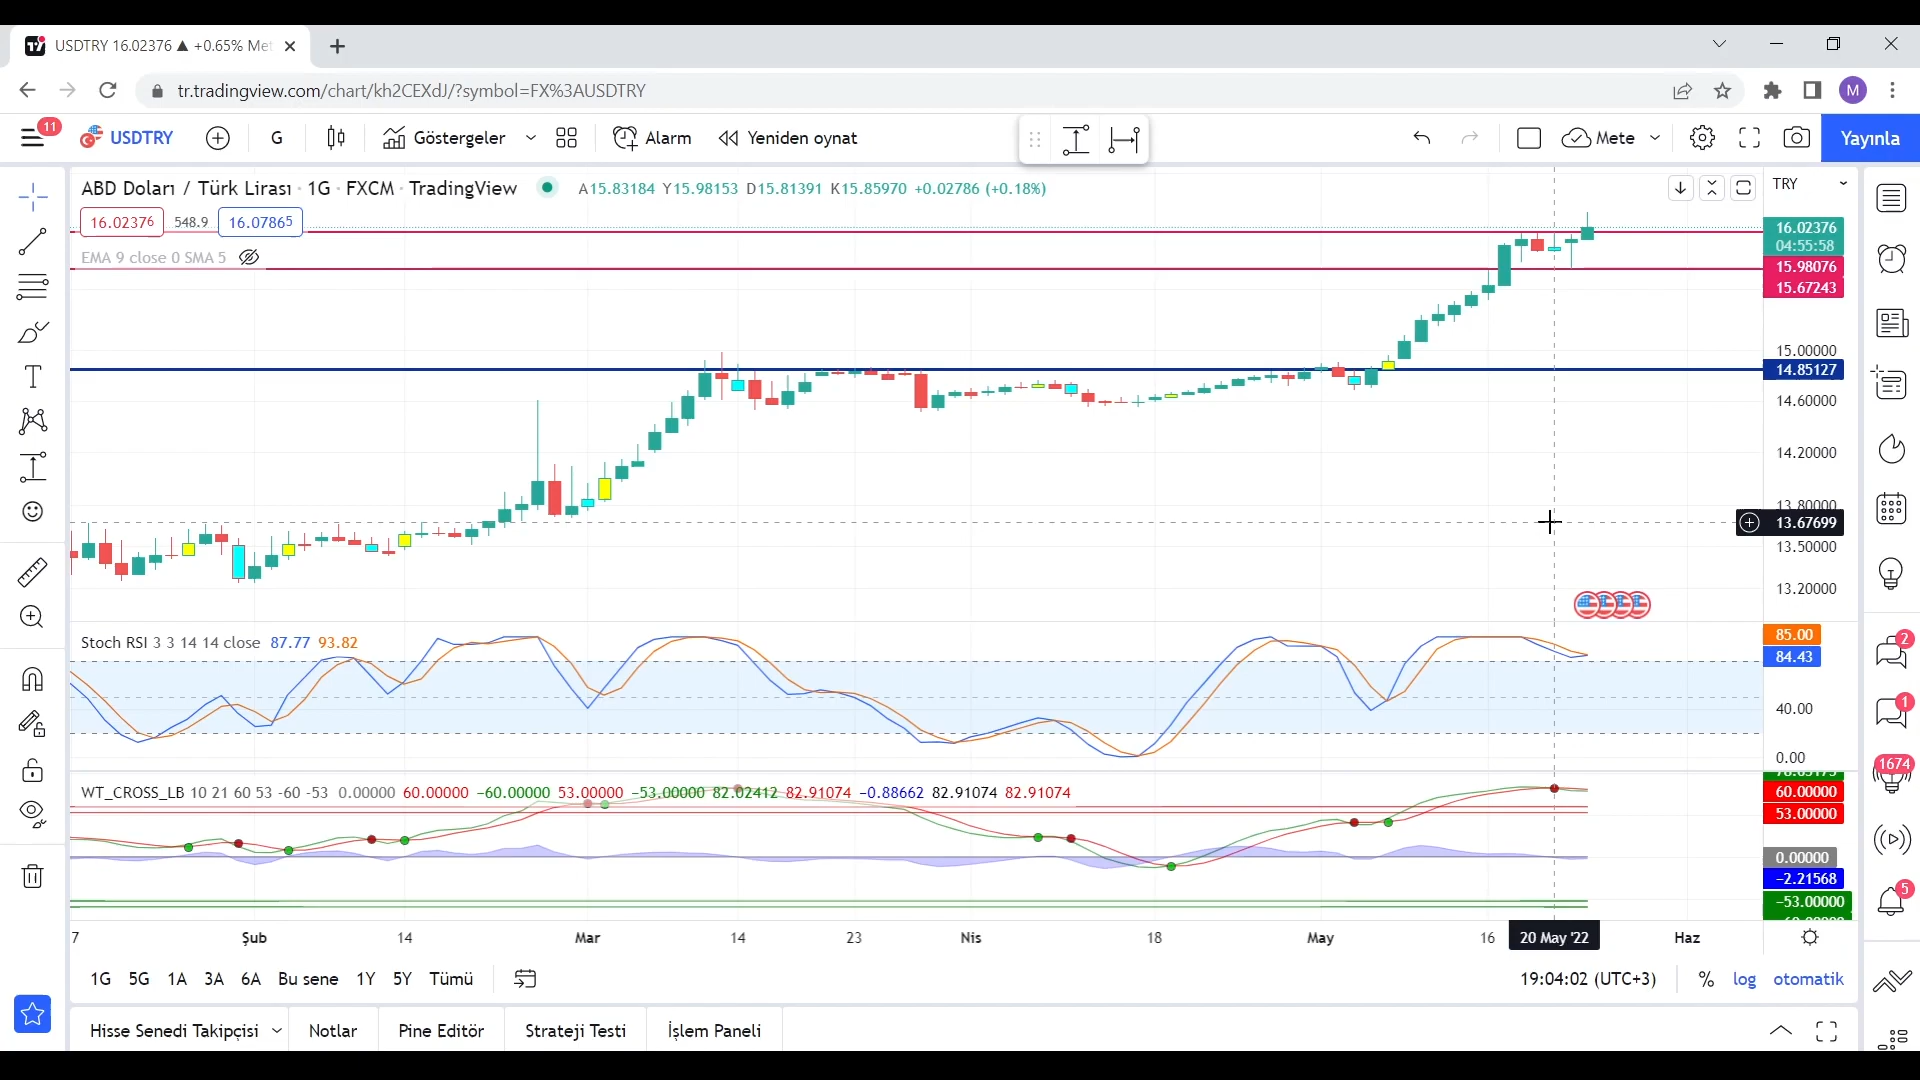 USDTRY 16.02376 ▲ +0.65% Met
tr.tradingview.com/chart/kh2CEXdJ/?symbol=FX%3AUSDTRY
M
11
USDTRY
G
Göstergeler
Alarm
Yeniden oynat
Mete
Yayınla
ABD Doları / Türk Lirası · 1G · FXCM · TradingView
A15.83184 Y15.98153 D15.81391 K15.85970 +0.02786 (+0.18%)
TRY
16.02376
548.9
16.07865
EMA 9 close 0 SMA 5
16.02376
04:55:58
15.98076
15.67243
15.00000
14.85127
14.60000
14.20000
13.80000
13.67699
13.50000
13.20000
Stoch RSI 3 3 14 14 close 87.77 93.82
85.00
84.43
40.00
0.00
WT_CROSS_LB 10 21 60 53 -60 -53 0.00000 60.00000 −60.00000 53.00000 −53.00000 82.02412 82.91074 −0.88662 82.91074 82.91074
60.00000
53.00000
0.00000
−2.21568
−53.00000
2
1
1674
5
7 Şub 14 Mar 14 23 Nis 18 May 16 20 May '22 Haz
1G 5G 1A 3A 6A Bu sene 1Y 5Y Tümü
19:04:02 (UTC+3) % log otomatik
Hisse Senedi Takipçisi Notlar Pine Editör Strateji Testi İşlem Paneli